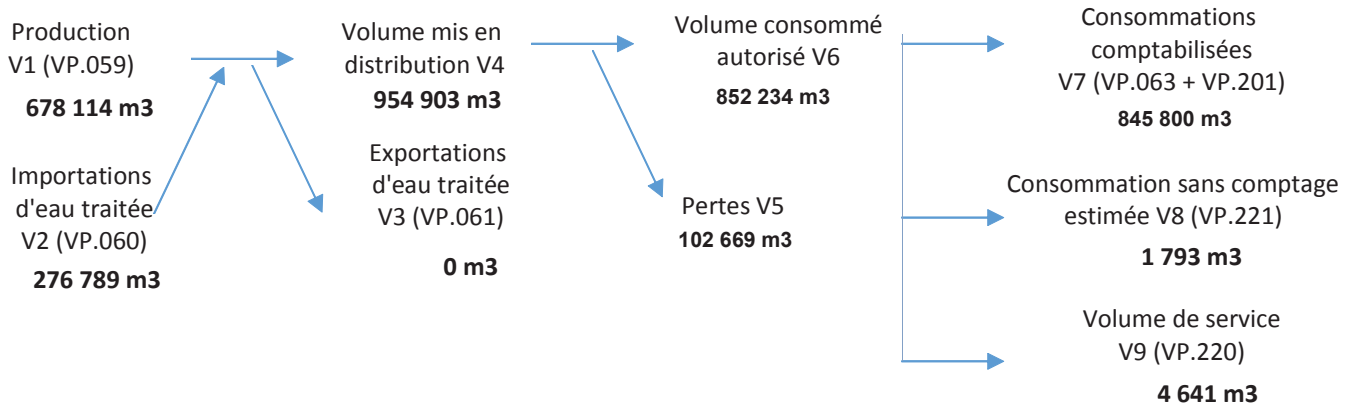 Production
V1 (VP.059)
678 114 m3
Importations
d'eau traitée
V2 (VP.060)
276 789 m3
Volume mis en
distribution V4
954 903 m3
Exportations
d'eau traitée
V3 (VP.061)
0 m3
Volume consommé
autorisé V6
852 234 m3
Pertes V5
102 669 m3
Consommations
comptabilisées
V7 (VP.063 + VP.201)
845 800 m3
Consommation sans comptage
estimée V8 (VP.221)
1 793 m3
Volume de service
V9 (VP.220)
4 641 m3